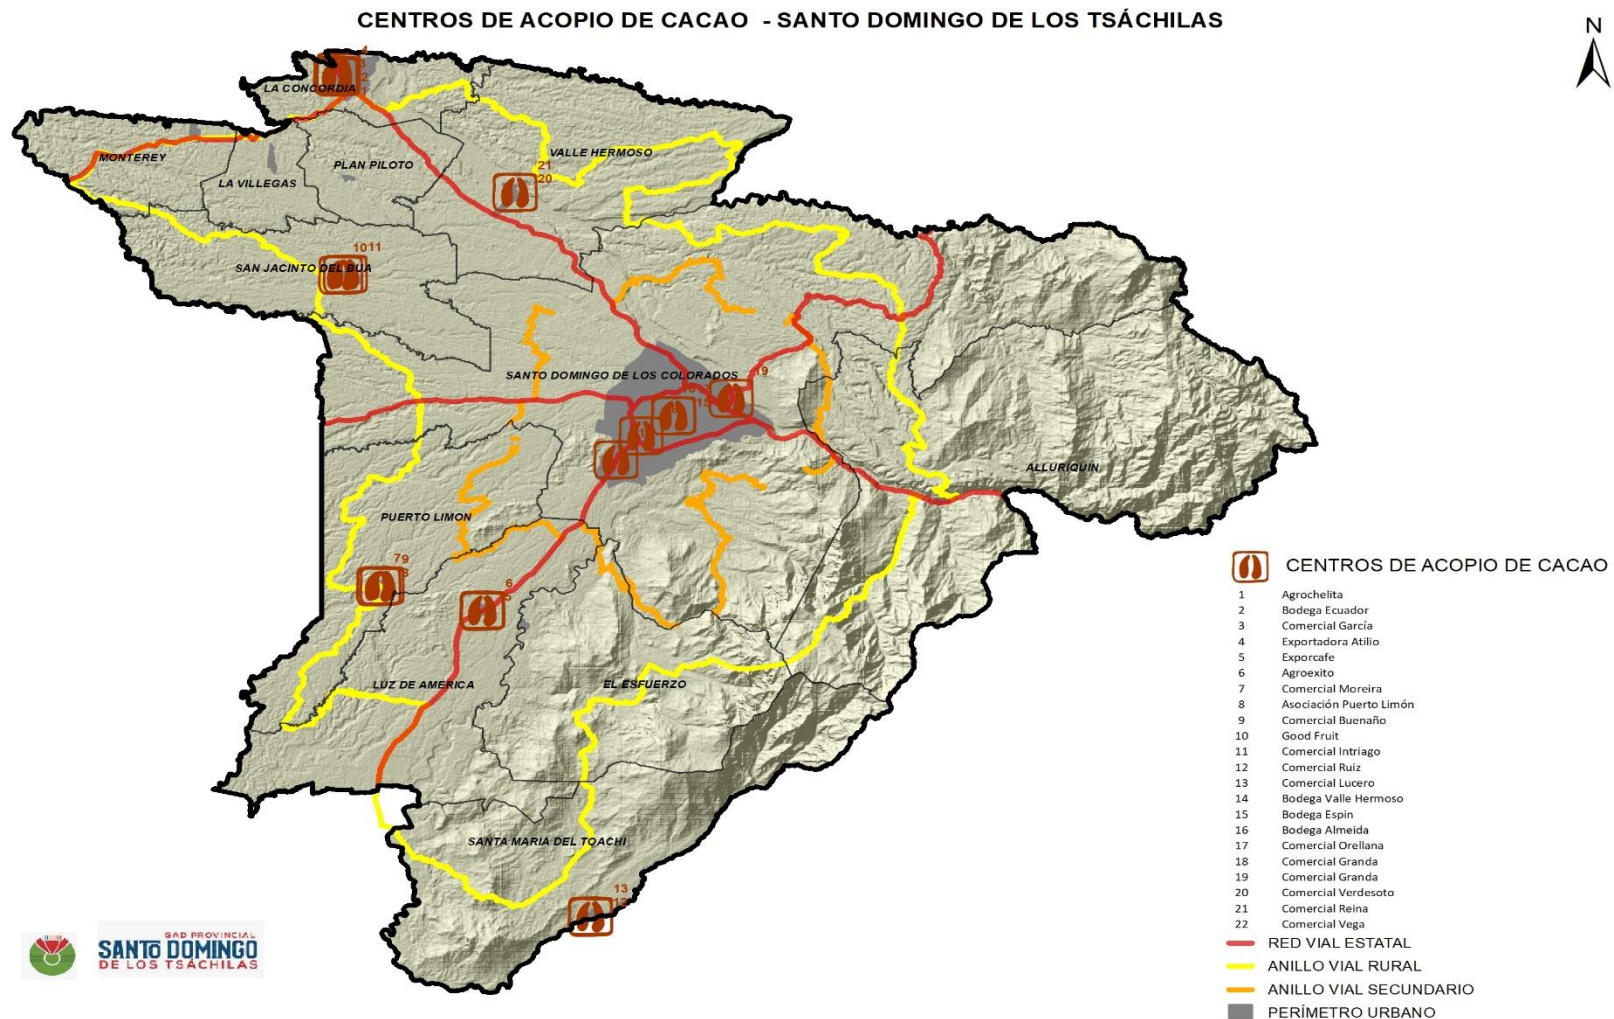 CENTROS DE ACOPIO DE CACAO - SANTO DOMINGO DE LOS TSÁCHILAS
N
4
2
1
LA CONCORDIA
MONTEREY
LA VILLEGAS
PLAN PILOTO
VALLE HERMOSO
21
20
1011
SAN JACINTO DEL BUA
SANTO DOMINGO DE LOS COLORADOS
19
15
ALLURIQUIN
PUERTO LIMON
79
8
6
5
LUZ DE AMERICA
EL ESFUERZO
SANTA MARIA DEL TOACHI
13
12
CENTROS DE ACOPIO DE CACAO
1 Agrochelita
2 Bodega Ecuador
3 Comercial García
4 Exportadora Atilio
5 Exporcafe
6 Agroexito
7 Comercial Moreira
8 Asociación Puerto Limón
9 Comercial Buenaño
10 Good Fruit
11 Comercial Intriago
12 Comercial Ruiz
13 Comercial Lucero
14 Bodega Valle Hermoso
15 Bodega Espin
16 Bodega Almeida
17 Comercial Orellana
18 Comercial Granda
19 Comercial Granda
20 Comercial Verdesoto
21 Comercial Reina
22 Comercial Vega
RED VIAL ESTATAL
ANILLO VIAL RURAL
ANILLO VIAL SECUNDARIO
PERÍMETRO URBANO
GAD PROVINCIAL
SANTO DOMINGO
DE LOS TSÁCHILAS